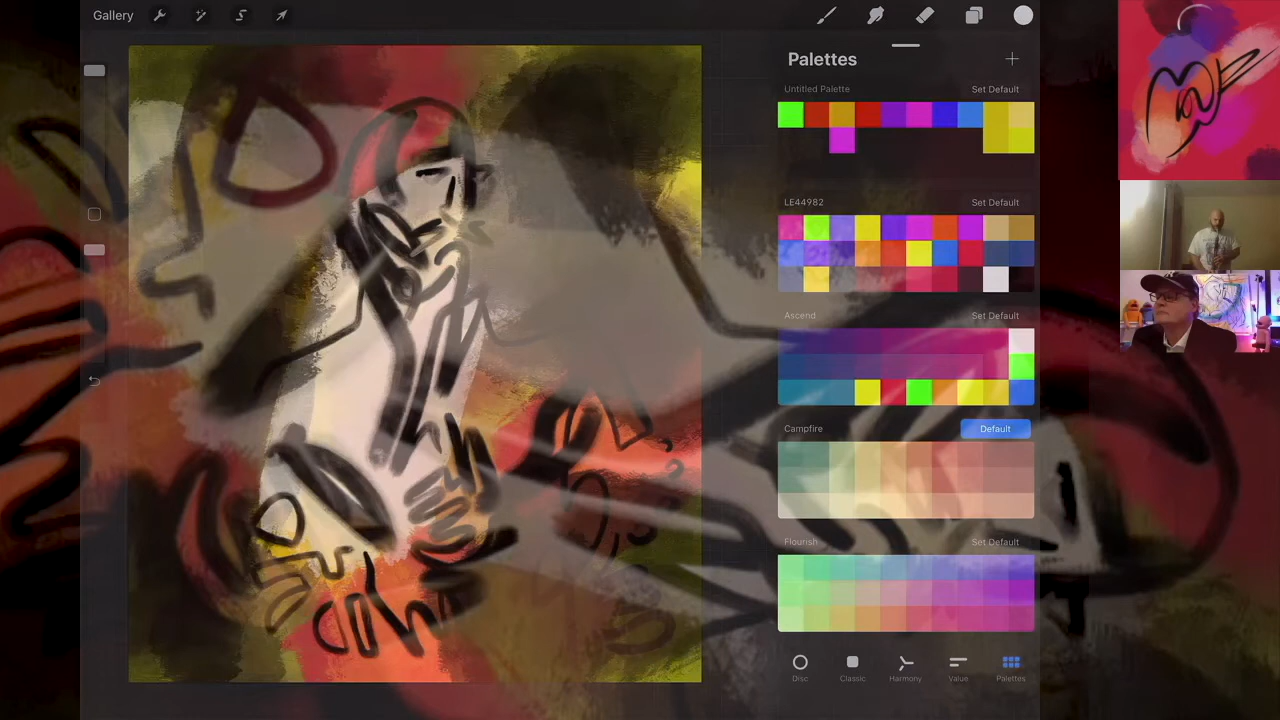 Gallery
Palettes
Untitled Palette
Set Default
LE44982
Set Default
Ascend
Set Default
Campfire
Default
Flourish
Set Default
Disc
Classic
Harmony
Value
Palettes